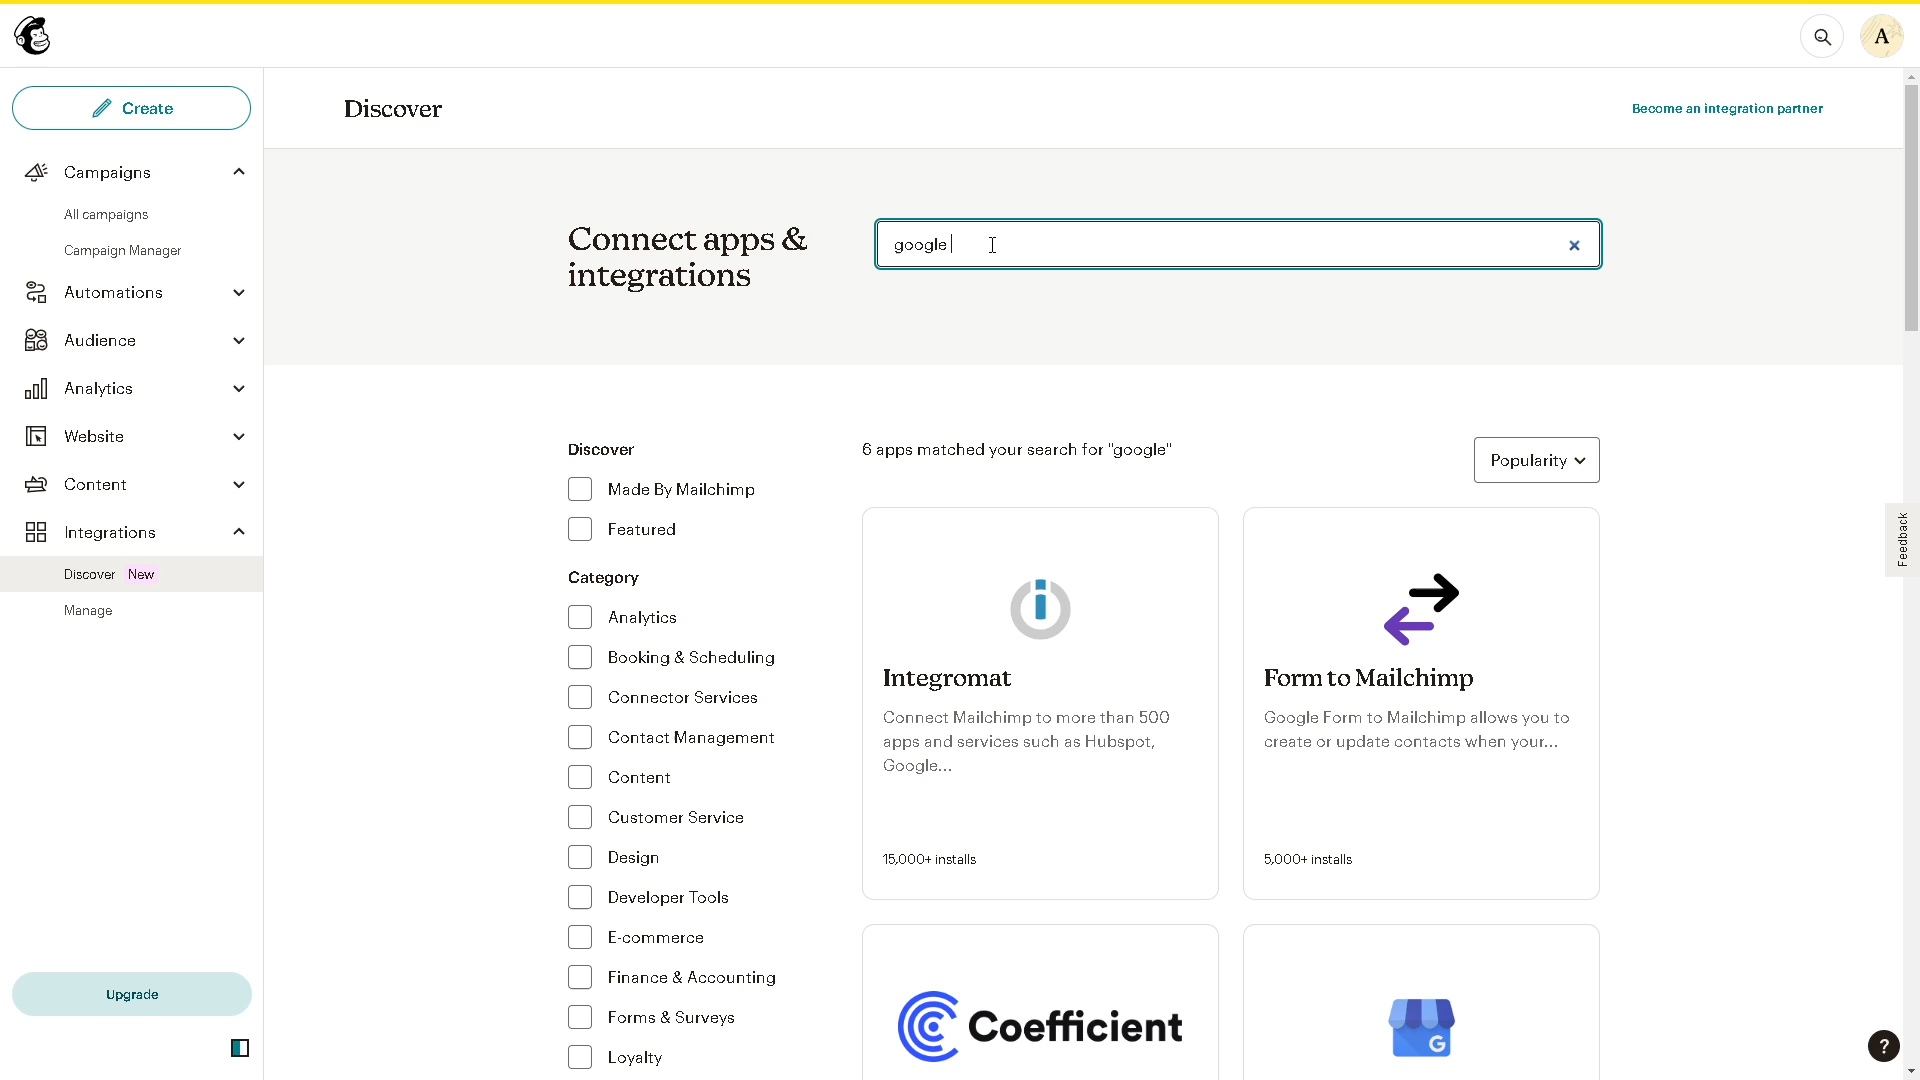 A
Create
Discover
Become an integration partner
Campaigns
All campaigns
Campaign Manager
Automations
Audience
Analytics
Website
Content
Integrations
Discover New
Manage
Upgrade
Connect apps &
integrations
google
Discover
Made By Mailchimp
Featured
Category
Analytics
Booking & Scheduling
Connector Services
Contact Management
Content
Customer Service
Design
Developer Tools
E-commerce
Finance & Accounting
Forms & Surveys
Loyalty
6 apps matched your search for "google"
Popularity
Integromat
Connect Mailchimp to more than 500
apps and services such as Hubspot,
Google...
15,000+ installs
Form to Mailchimp
Google Form to Mailchimp allows you to
create or update contacts when your...
5,000+ installs
Coefficient
G
Feedback
?